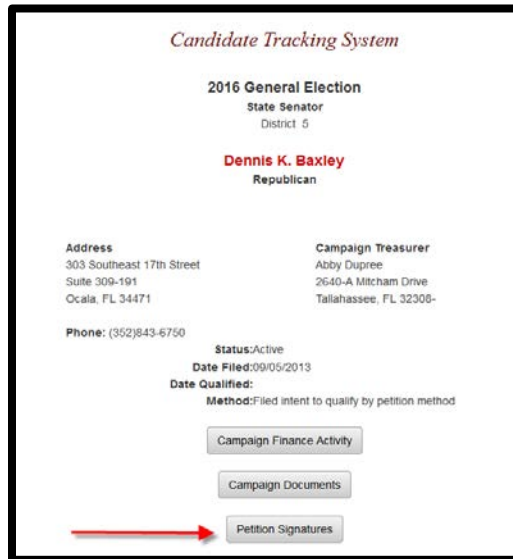 Candidate Tracking System
2016 General Election
State Senator
District 5
Dennis K. Baxley
Republican
Address
303 Southeast 17th Street
Suite 309-191
Ocala, FL 34471
Campaign Treasurer
Abby Dupree
2640-A Mitcham Drive
Tallahassee, FL 32308-
Phone: (352)843-6750
Status:Active
Date Filed:09/05/2013
Date Qualified:
Method:Filed intent to qualify by petition method
Campaign Finance Activity
Campaign Documents
Petition Signatures